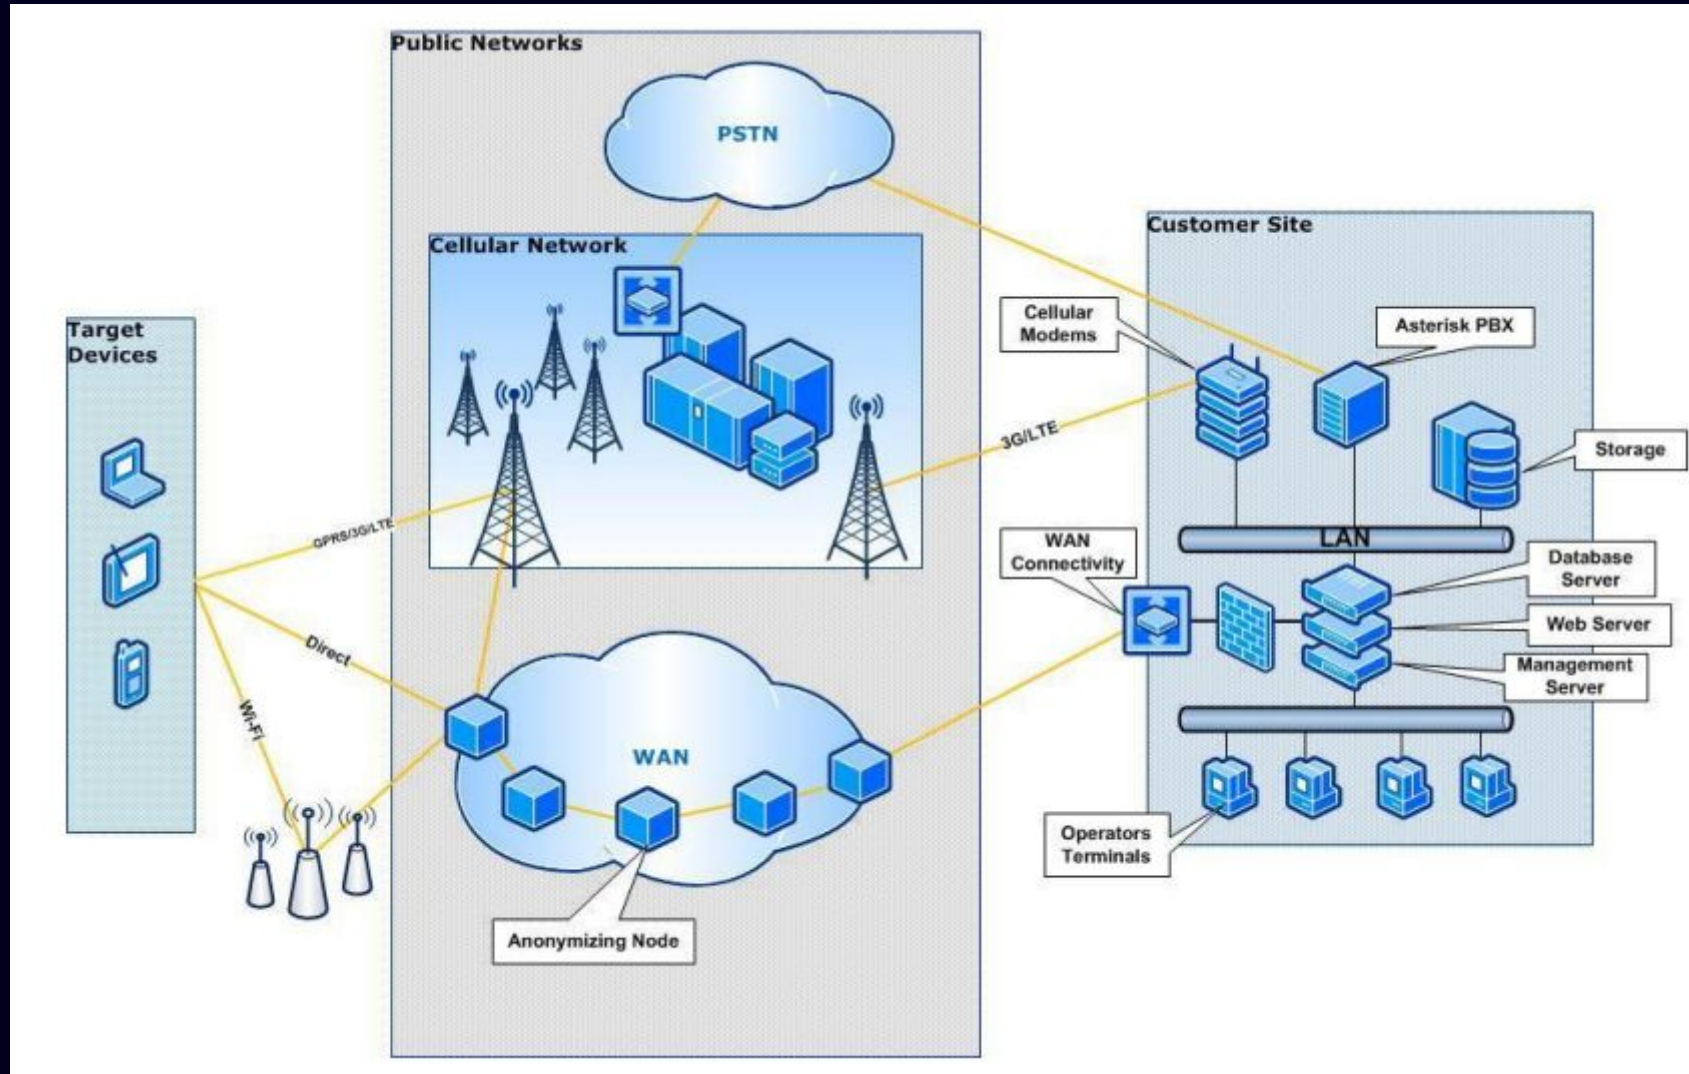 Public Networks
PSTN
Cellular Network
Customer Site
Cellular
Modems
Asterisk PBX
Target
Devices
Storage
3G/LTE
GPRS/3G/LTE
LAN
WAN
Connectivity
Database
Server
Web Server
Management
Server
Direct
Wi-Fi
WAN
Operators
Terminals
Anonymizing Node